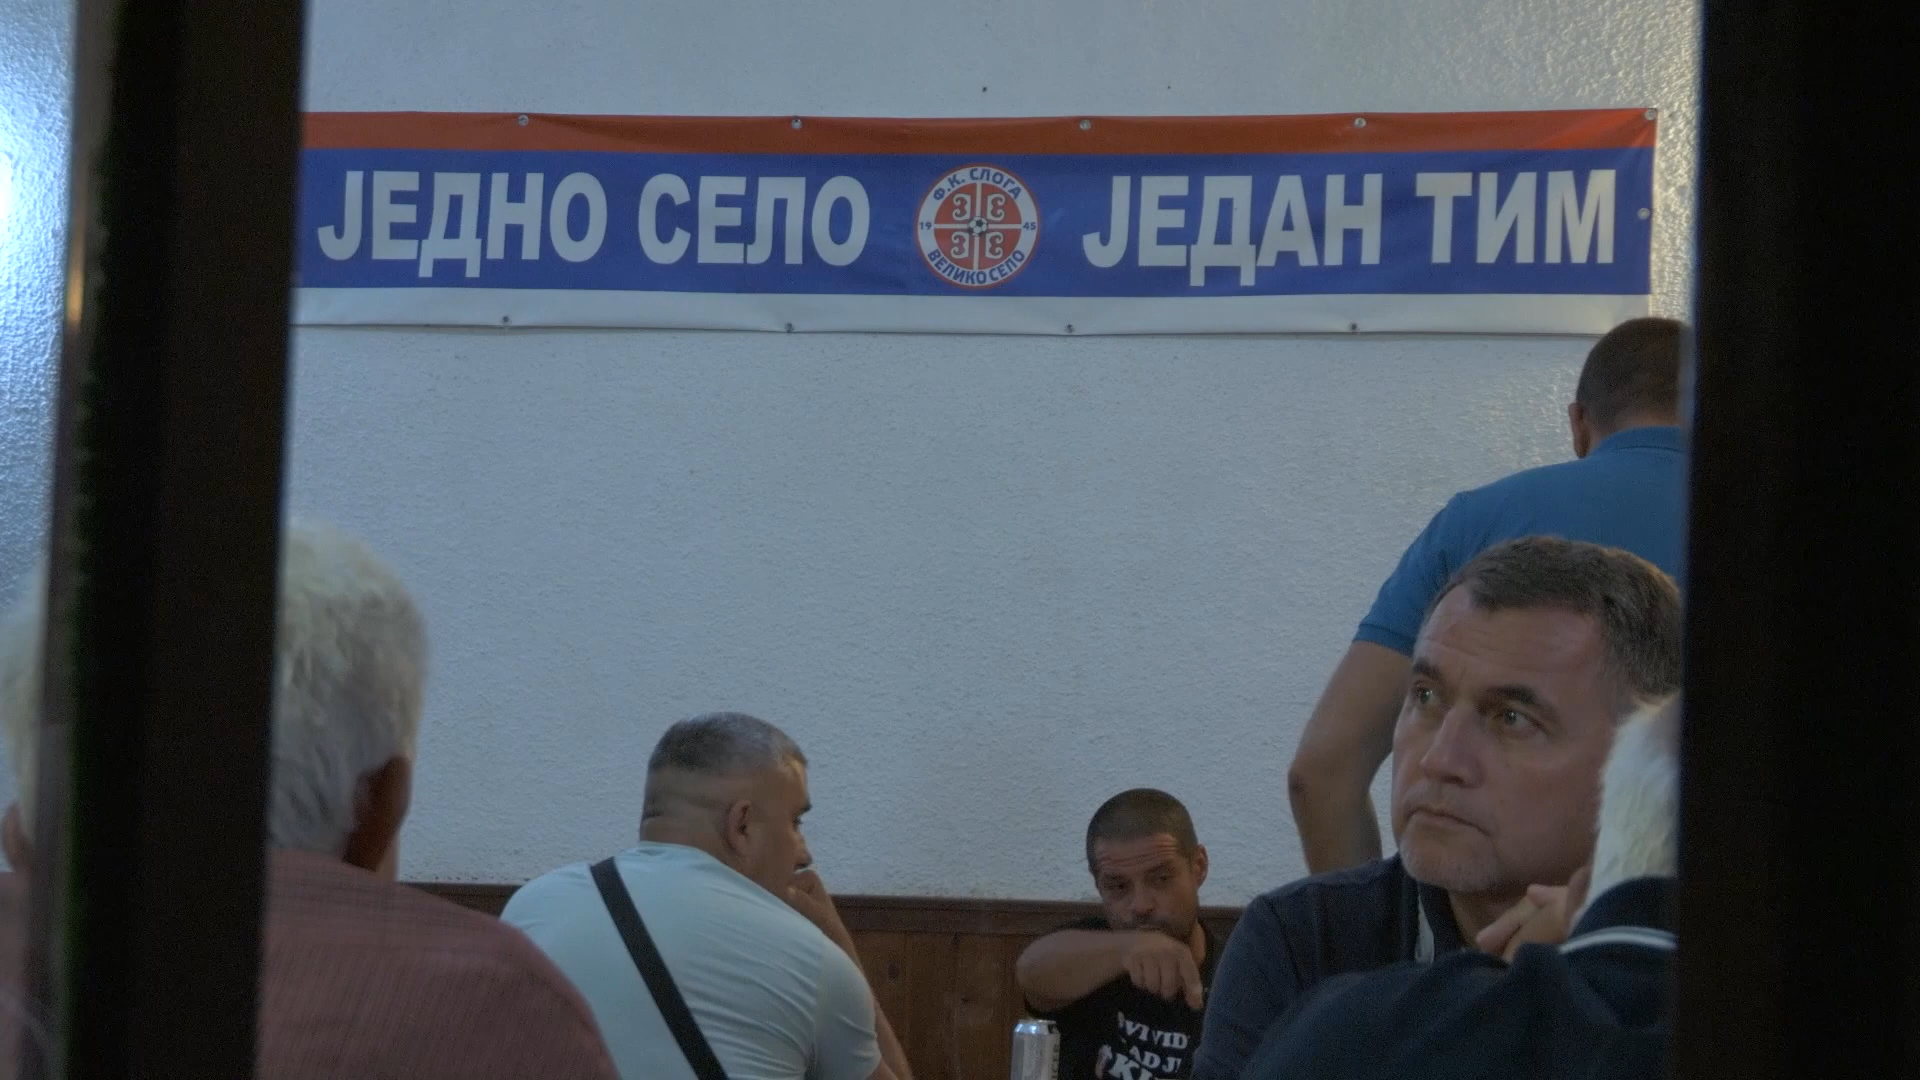 ЈЕДНО СЕЛО ЈЕДАН ТИМ
Ф.К. СЛОГА
19 45
ВЕЛИКО СЕЛО